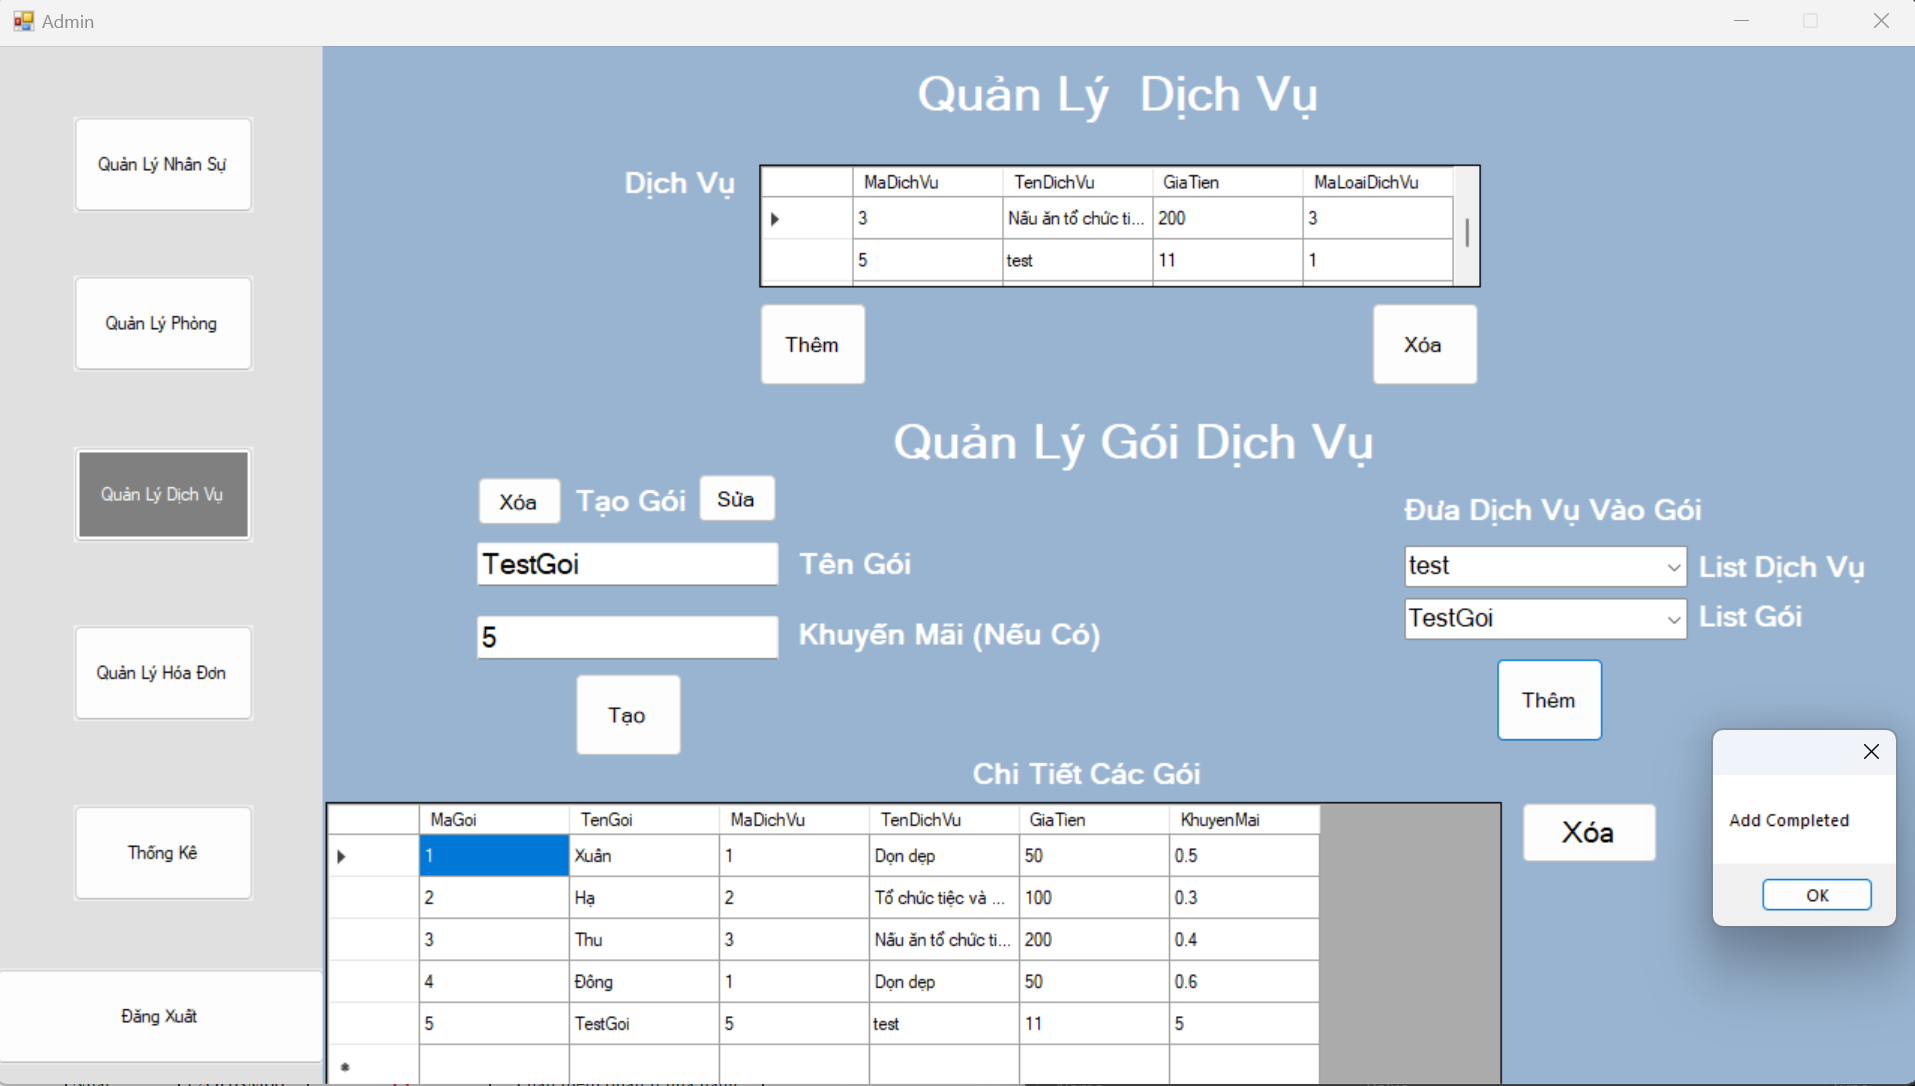 Admin
Quản Lý Nhân Sự
Quản Lý Phòng
Quản Lý Dịch Vụ
Quản Lý Hóa Đơn
Thống Kê
Đăng Xuất
Quản Lý Dịch Vụ
Dịch Vụ
MaDichVu TenDichVu GiaTien MaLoaiDichVu
3 Nấu ăn tổ chức ti... 200 3
5 test 11 1
Thêm Xóa
Quản Lý Gói Dịch Vụ
Xóa Tạo Gói Sửa
TestGoi Tên Gói
5 Khuyến Mãi (Nếu Có)
Tạo
Đưa Dịch Vụ Vào Gói
test List Dịch Vụ
TestGoi List Gói
Thêm
Chi Tiết Các Gói
MaGoi TenGoi MaDichVu TenDichVu GiaTien KhuyenMai
1 Xuân 1 Dọn dẹp 50 0.5
2 Hạ 2 Tổ chức tiệc và ... 100 0.3
3 Thu 3 Nấu ăn tổ chức ti... 200 0.4
4 Đông 1 Dọn dẹp 50 0.6
5 TestGoi 5 test 11 5
Xóa
Add Completed
OK